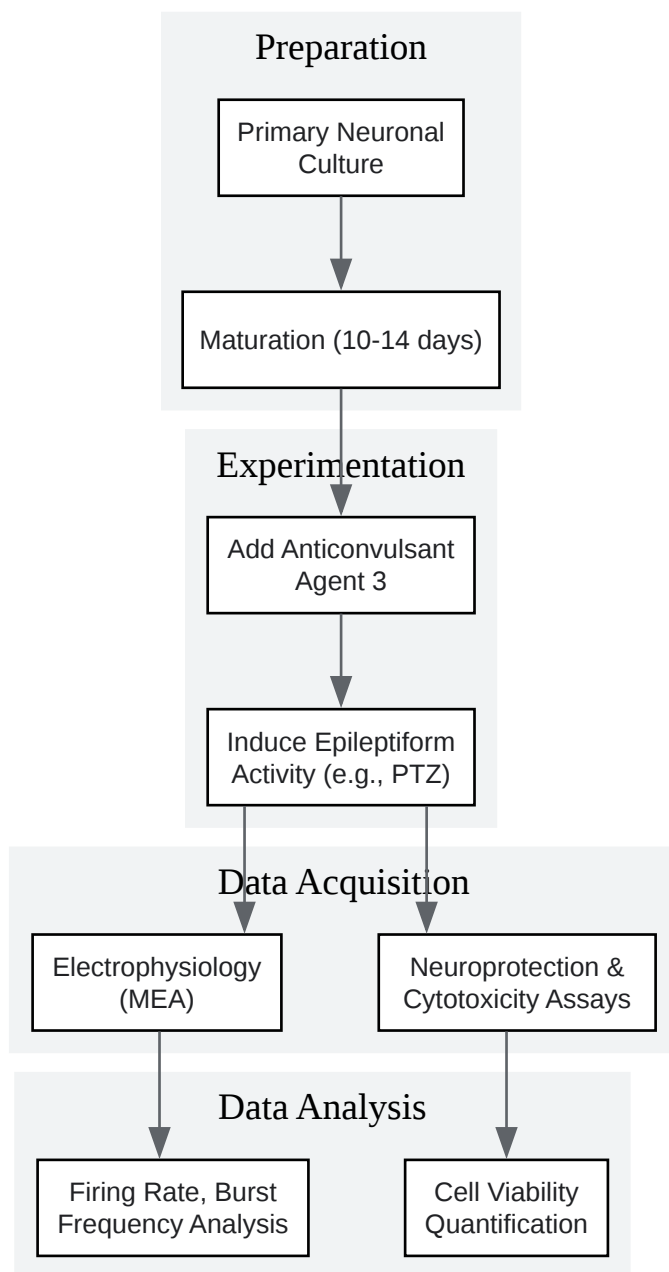 Preparation
Primary Neuronal
Culture
Maturation (10-14 days)
Experimentation
Add Anticonvulsant
Agent 3
Induce Epileptiform
Activity (e.g., PTZ)
Data Acquisition
Electrophysiology
(MEA)
Neuroprotection &
Cytotoxicity Assays
Data Analysis
Firing Rate, Burst
Frequency Analysis
Cell Viability
Quantification